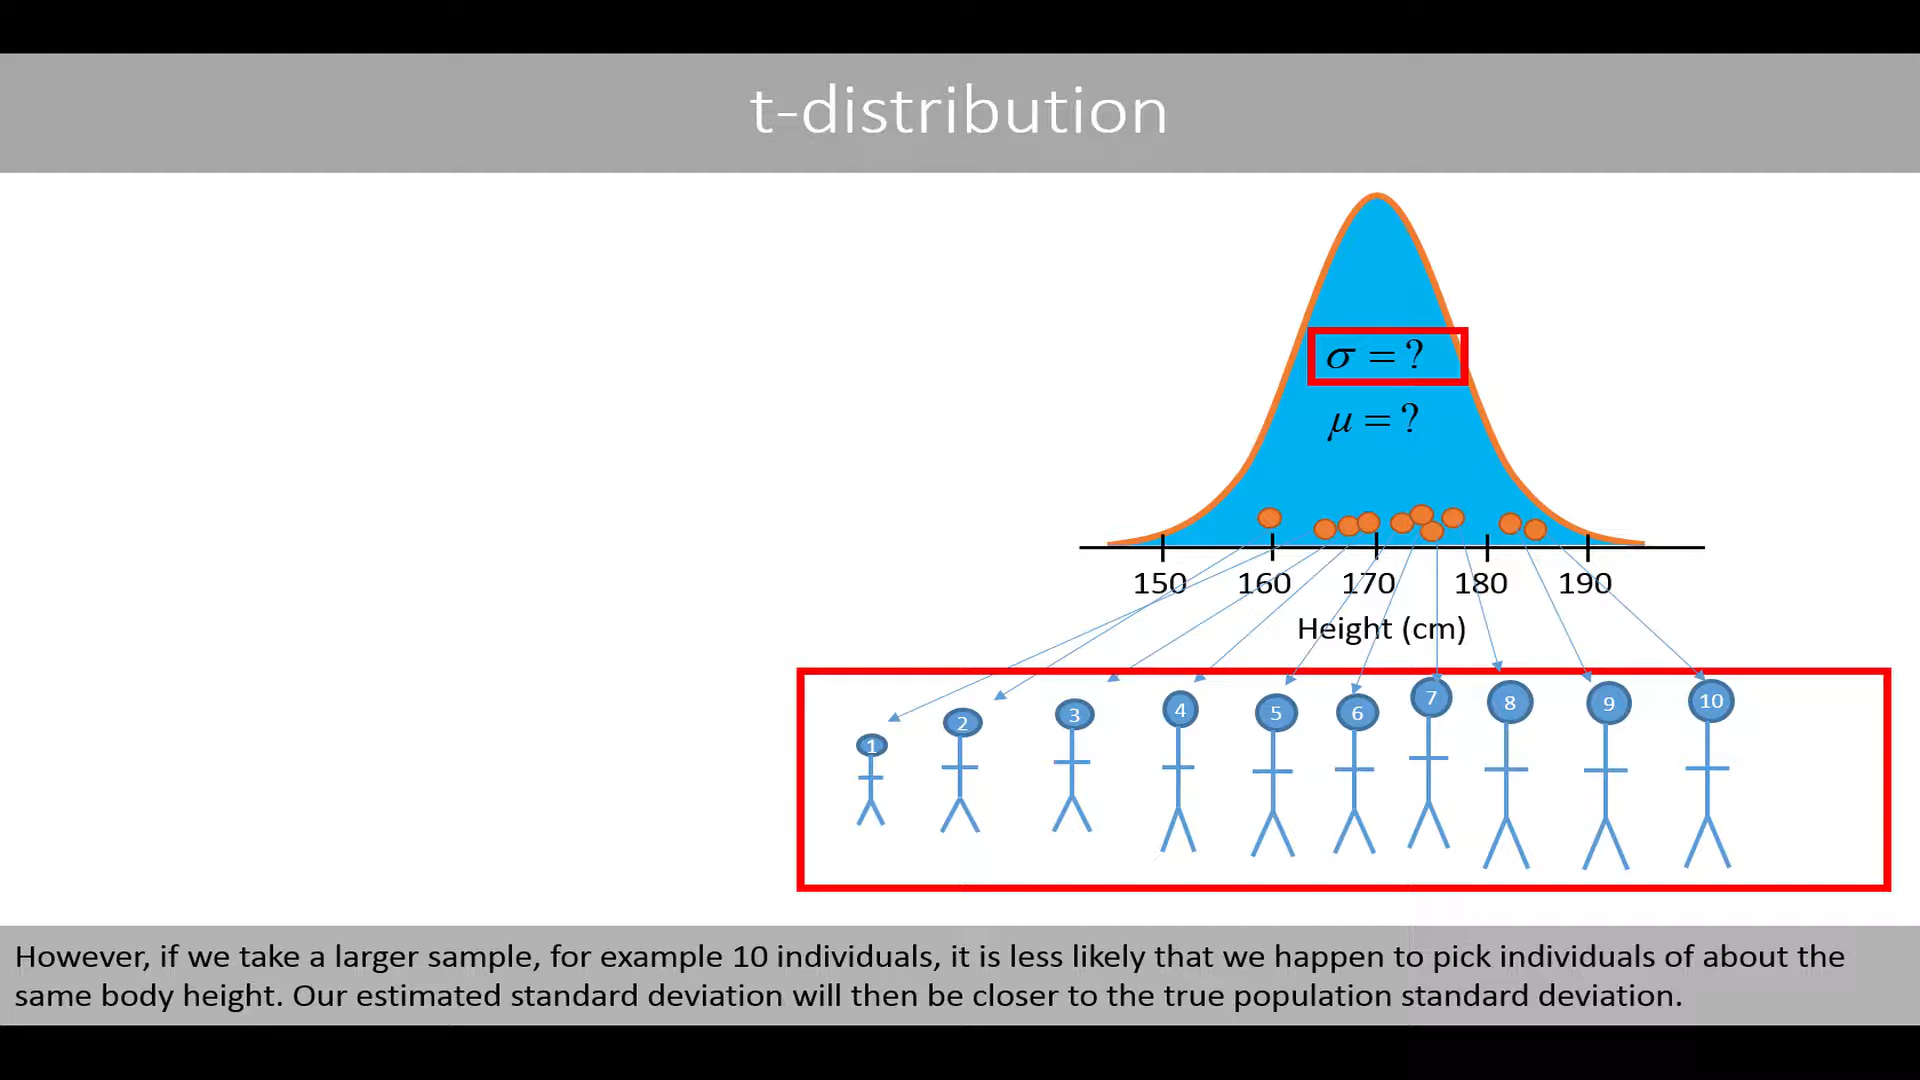 t-distribution
σ = ?
μ = ?
150 160 170 180 190
Height (cm)
1 2 3 4 5 6 7 8 9 10
However, if we take a larger sample, for example 10 individuals, it is less likely that we happen to pick individuals of about the
same body height. Our estimated standard deviation will then be closer to the true population standard deviation.